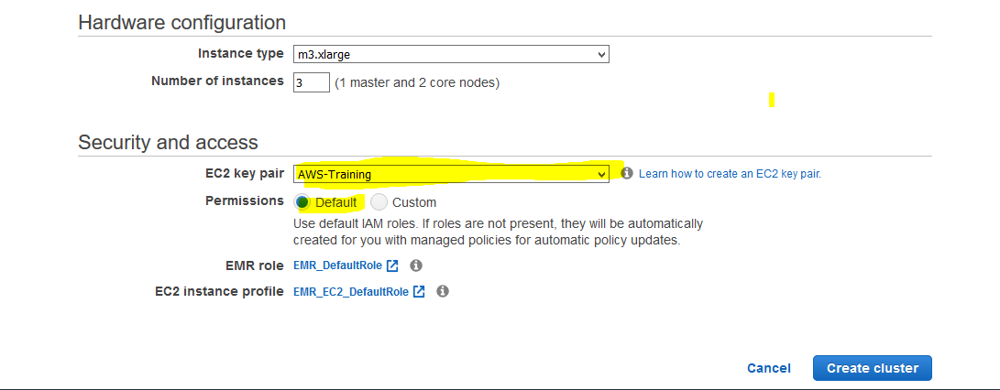 Hardware configuration
Instance type m3.xlarge
Number of instances 3 (1 master and 2 core nodes)
Security and access
EC2 key pair AWS-Training Learn how to create an EC2 key pair.
Permissions Default Custom
Use default IAM roles. If roles are not present, they will be automatically
created for you with managed policies for automatic policy updates.
EMR role EMR_DefaultRole
EC2 instance profile EMR_EC2_DefaultRole
Cancel Create cluster